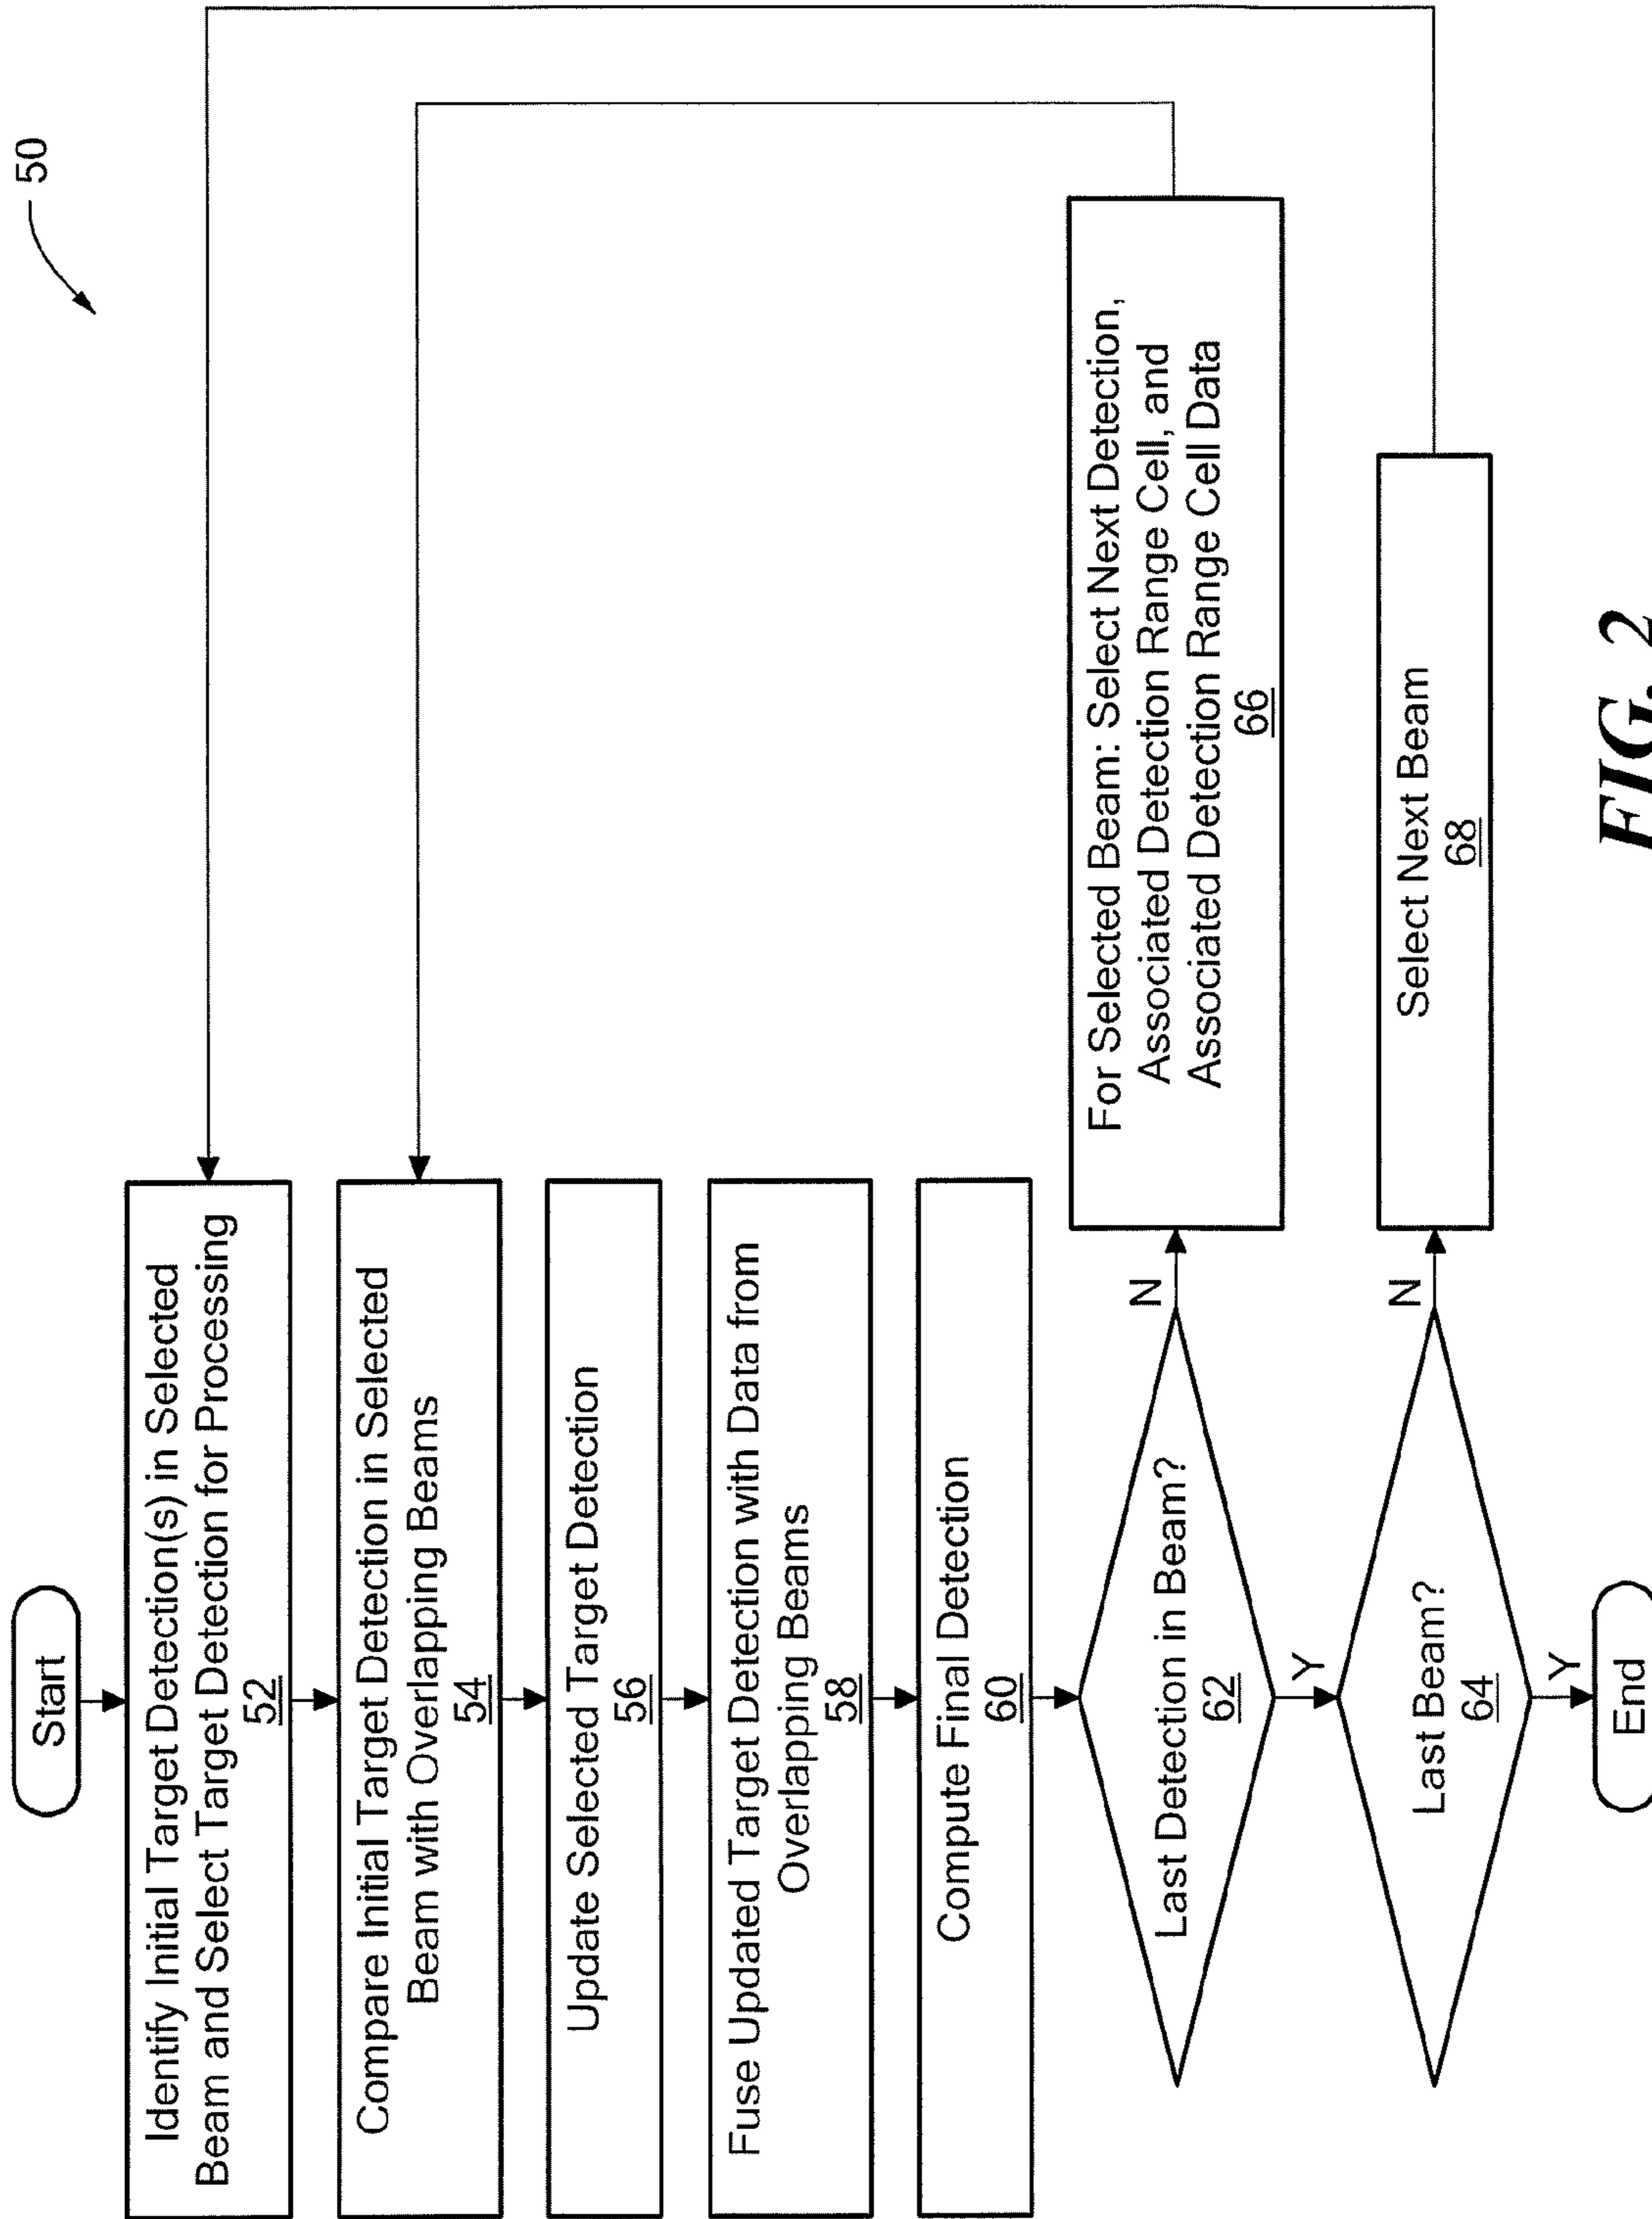 50
Start
Identify Initial Target Detection(s) in Selected
Beam and Select Target Detection for Processing
52
Compare Initial Target Detection in Selected
Beam with Overlapping Beams
54
Update Selected Target Detection
56
Fuse Updated Target Detection with Data from
Overlapping Beams
58
Compute Final Detection
60
Last Detection in Beam?
62
N
For Selected Beam: Select Next Detection,
Associated Detection Range Cell, and
Associated Detection Range Cell Data
66
Y
Last Beam?
64
N
Select Next Beam
68
Y
End
FIG. 2